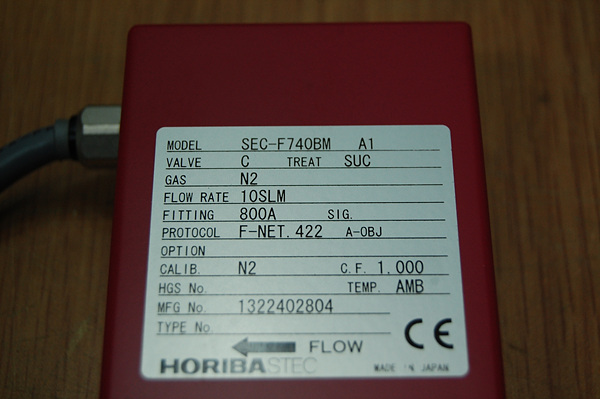 MODEL SEC-F740BM A1
VALVE C TREAT SUC
GAS N2
FLOW RATE 10SLM
FITTING 800A SIG.
PROTOCOL F-NET.422 A-OBJ
OPTION
CALIB. N2 C.F. 1.000
HGS No. TEMP. AMB
MFG No. 1322402804
TYPE No.
FLOW CE
HORIBASTEC MADE IN JAPAN